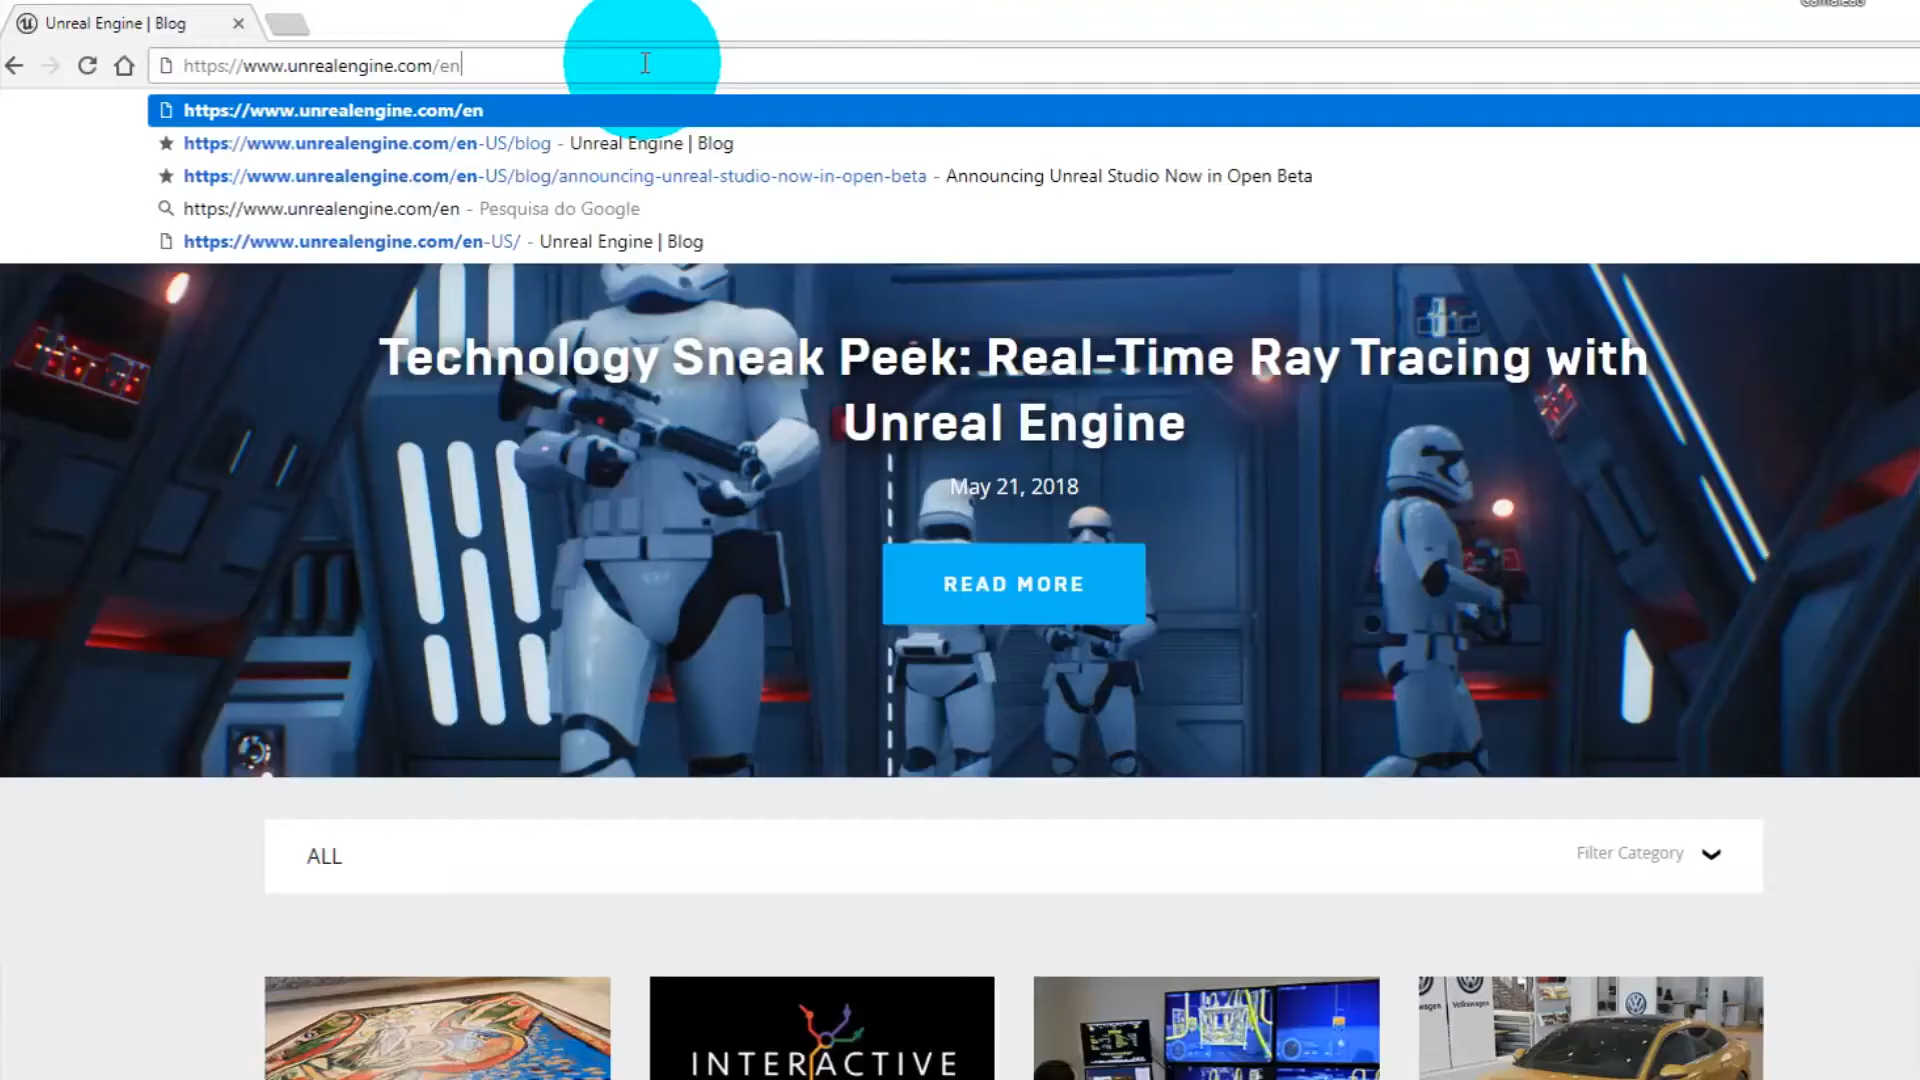 Unreal Engine | Blog
https://www.unrealengine.com/en
https://www.unrealengine.com/en
https://www.unrealengine.com/en-US/blog - Unreal Engine | Blog
https://www.unrealengine.com/en-US/blog/announcing-unreal-studio-now-in-open-beta - Announcing Unreal Studio Now in Open Beta
https://www.unrealengine.com/en - Pesquisa do Google
https://www.unrealengine.com/en-US/ - Unreal Engine | Blog
Technology Sneak Peek: Real-Time Ray Tracing with
Unreal Engine
May 21, 2018
READ MORE
ALL
Filter Category
INTERACTIVE
Volkswagen